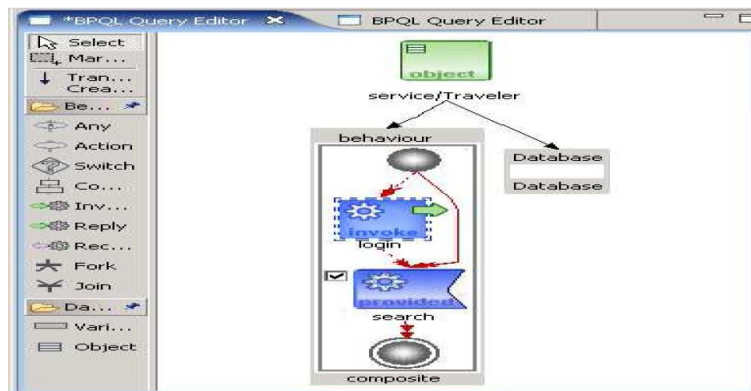 *BPQL Query Editor
BPQL Query Editor
Select
Mar...
Tran...
Crea...
Be...
Any
Action
Switch
Co...
Inv...
Reply
Rec...
Fork
Join
Da...
Vari...
Object
object
service/Traveler
behaviour
Database
Database
invoke
login
provided
search
composite